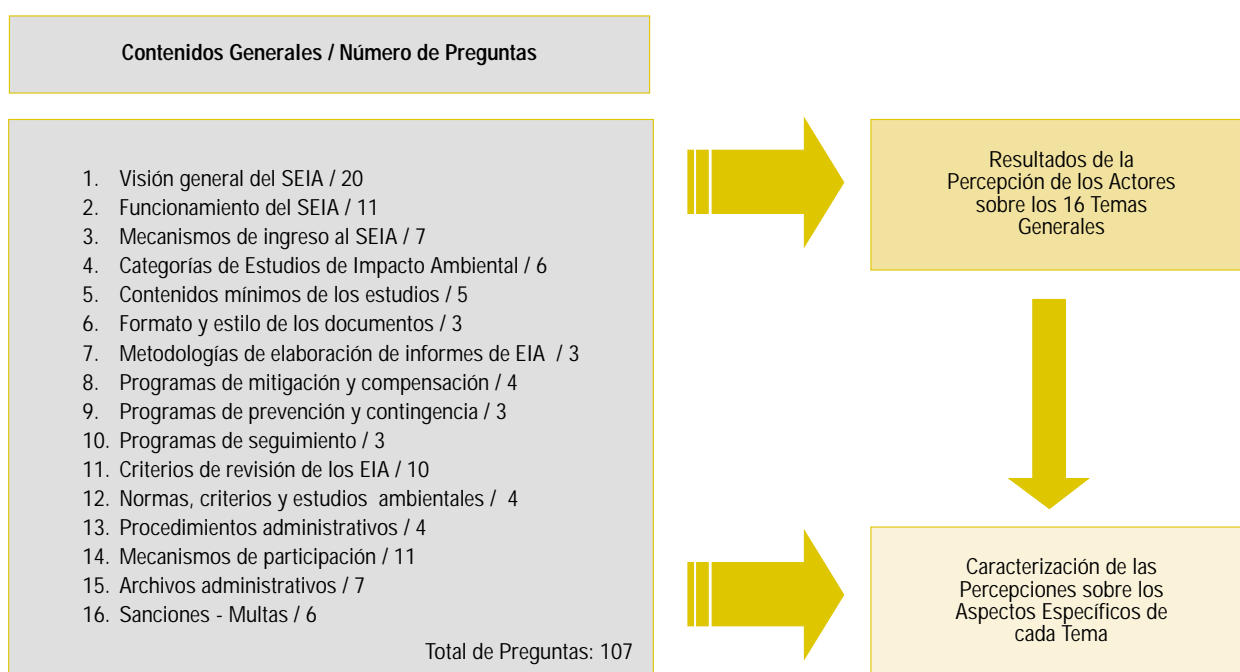 Contenidos Generales / Número de Preguntas
1. Visión general del SEIA / 20
2. Funcionamiento del SEIA / 11
3. Mecanismos de ingreso al SEIA / 7
4. Categorías de Estudios de Impacto Ambiental / 6
5. Contenidos mínimos de los estudios / 5
6. Formato y estilo de los documentos / 3
7. Metodologías de elaboración de informes de EIA / 3
8. Programas de mitigación y compensación / 4
9. Programas de prevención y contingencia / 3
10. Programas de seguimiento / 3
11. Criterios de revisión de los EIA / 10
12. Normas, criterios y estudios ambientales / 4
13. Procedimientos administrativos / 4
14. Mecanismos de participación / 11
15. Archivos administrativos / 7
16. Sanciones - Multas / 6
Total de Preguntas: 107
Resultados de la
Percepción de los Actores
sobre los 16 Temas
Generales
Caracterización de las
Percepciones sobre los
Aspectos Específicos de
cada Tema